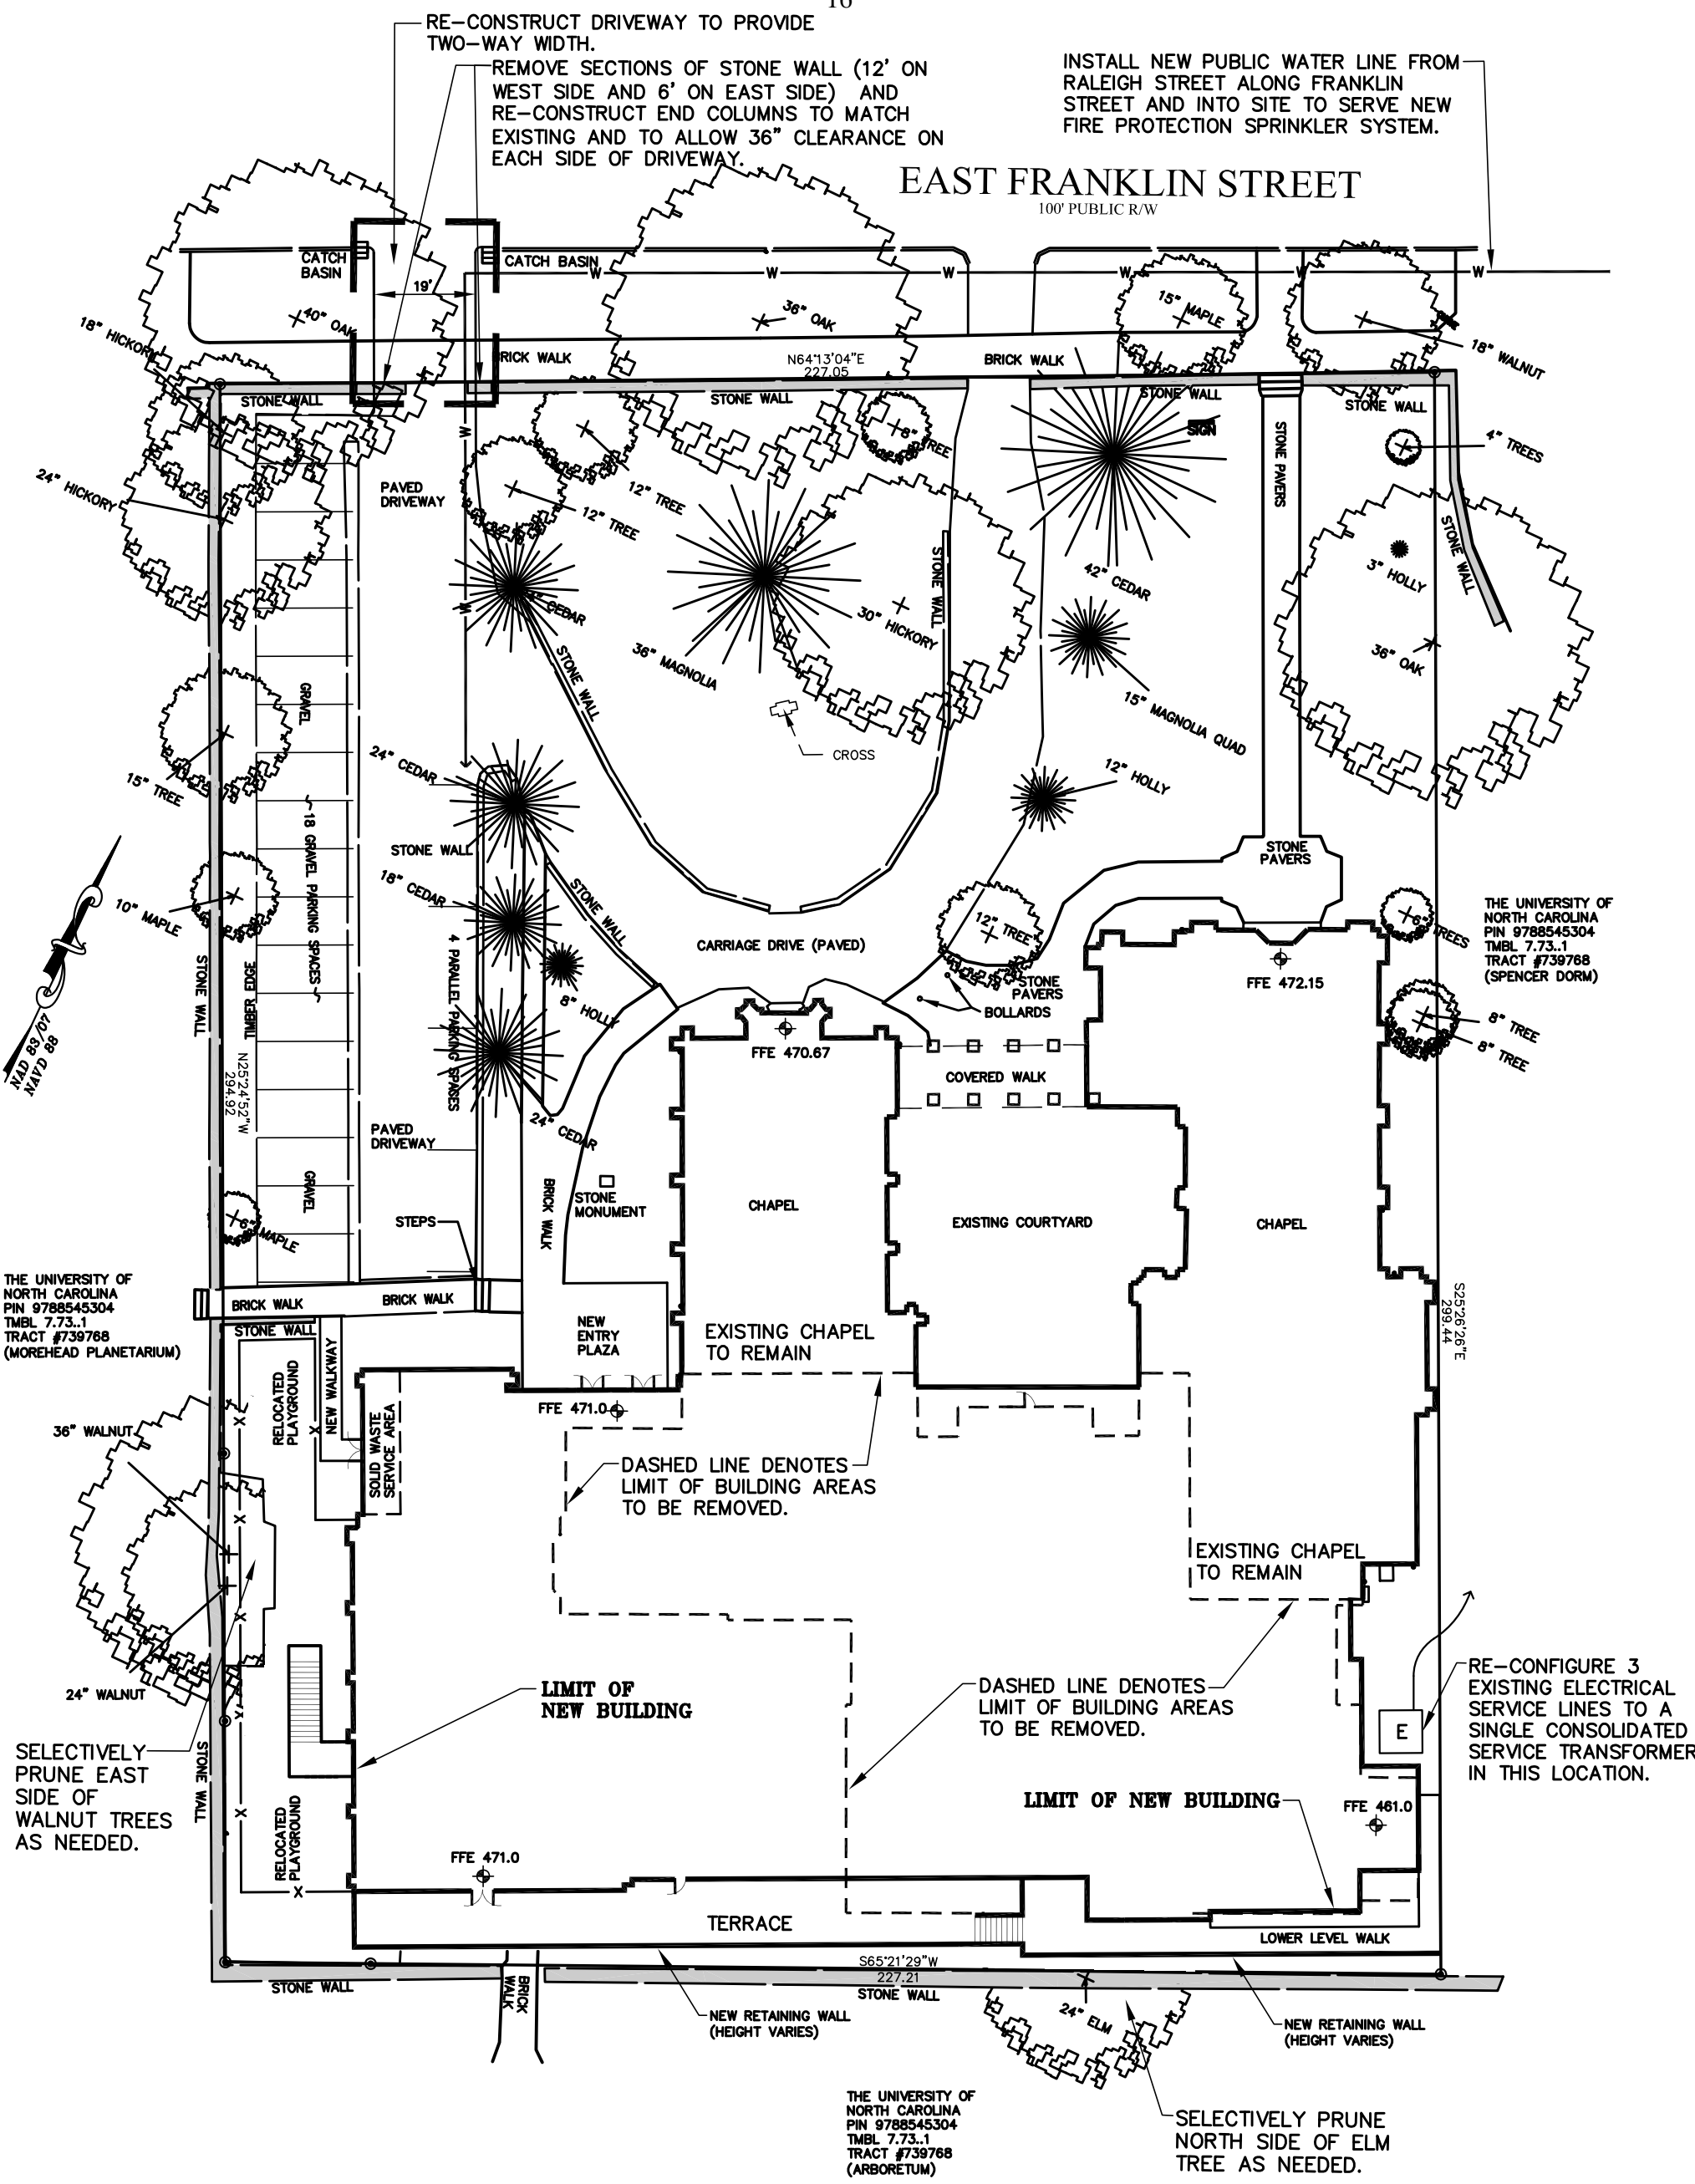 16
RE-CONSTRUCT DRIVEWAY TO PROVIDE
TWO-WAY WIDTH.
REMOVE SECTIONS OF STONE WALL (12' ON
WEST SIDE AND 6' ON EAST SIDE) AND
RE-CONSTRUCT END COLUMNS TO MATCH
EXISTING AND TO ALLOW 36" CLEARANCE ON
EACH SIDE OF DRIVEWAY.
INSTALL NEW PUBLIC WATER LINE FROM
RALEIGH STREET ALONG FRANKLIN
STREET AND INTO SITE TO SERVE NEW
FIRE PROTECTION SPRINKLER SYSTEM.
EAST FRANKLIN STREET
100' PUBLIC R/W
CATCH
BASIN
CATCH BASIN
W
W
W
W
W
W
19'
40" OAK
36" OAK
15" MAPLE
18" WALNUT
18" HICKORY
BRICK WALK
N64°13'04"E
227.05
BRICK WALK
STONE WALL
STONE WALL
STONE WALL
STONE WALL
SIGN
W
8" TREE
4" TREES
24" HICKORY
PAVED
DRIVEWAY
12" TREE
12" TREE
STONE PAVERS
STONE WALL
STONE WALL
3" HOLLY
W
CEDAR
42" CEDAR
30" HICKORY
36" OAK
36" MAGNOLIA
STONE WALL
15" MAGNOLIA QUAD
GRAVEL
CROSS
24" CEDAR
12" HOLLY
15" TREE
~18 GRAVEL PARKING SPACES~
STONE WALL
STONE
PAVERS
18" CEDAR
STONE WALL
10" MAPLE
12" TREE
6" TREES
THE UNIVERSITY OF
NORTH CAROLINA
PIN 9788545304
TMBL 7.73..1
TRACT #739768
(SPENCER DORM)
CARRIAGE DRIVE (PAVED)
4 PARALLEL PARKING SPASES
STONE WALL
TIMBER EDGE
STONE
PAVERS
FFE 472.15
8" HOLLY
BOLLARDS
8" TREE
8" TREE
NAD 83/07
NAVD 88
FFE 470.67
N25°24'52"W
294.92
COVERED WALK
24" CEDAR
PAVED
DRIVEWAY
GRAVEL
BRICK WALK
STONE
MONUMENT
CHAPEL
EXISTING COURTYARD
CHAPEL
STEPS
6" MAPLE
THE UNIVERSITY OF
NORTH CAROLINA
PIN 9788545304
TMBL 7.73..1
TRACT #739768
(MOREHEAD PLANETARIUM)
BRICK WALK
BRICK WALK
STONE WALL
NEW
ENTRY
PLAZA
EXISTING CHAPEL
TO REMAIN
S25°26'26"E
299.44
RELOCATED
PLAYGROUND
NEW WALKWAY
SOLID WASTE
SERVICE AREA
X
X
FFE 471.0
36" WALNUT
DASHED LINE DENOTES
LIMIT OF BUILDING AREAS
TO BE REMOVED.
X
X
EXISTING CHAPEL
TO REMAIN
X
24" WALNUT
X
LIMIT OF
NEW BUILDING
DASHED LINE DENOTES
LIMIT OF BUILDING AREAS
TO BE REMOVED.
E
RE-CONFIGURE 3
EXISTING ELECTRICAL
SERVICE LINES TO A
SINGLE CONSOLIDATED
SERVICE TRANSFORMER
IN THIS LOCATION.
SELECTIVELY
PRUNE EAST
SIDE OF
WALNUT TREES
AS NEEDED.
STONE WALL
X
RELOCATED
PLAYGROUND
X
LIMIT OF NEW BUILDING
FFE 461.0
FFE 471.0
TERRACE
LOWER LEVEL WALK
S65°21'29"W
227.21
STONE WALL
STONE WALL
BRICK
WALK
NEW RETAINING WALL
(HEIGHT VARIES)
24" ELM
NEW RETAINING WALL
(HEIGHT VARIES)
THE UNIVERSITY OF
NORTH CAROLINA
PIN 9788545304
TMBL 7.73..1
TRACT #739768
(ARBORETUM)
SELECTIVELY PRUNE
NORTH SIDE OF ELM
TREE AS NEEDED.